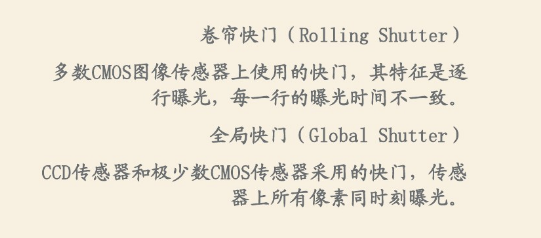 卷帘快门（Rolling Shutter）
多数CMOS图像传感器上使用的快门，其特征是逐
行曝光，每一行的曝光时间不一致。
全局快门（Global Shutter）
CCD传感器和极少数CMOS传感器采用的快门，传感
器上所有像素同时刻曝光。